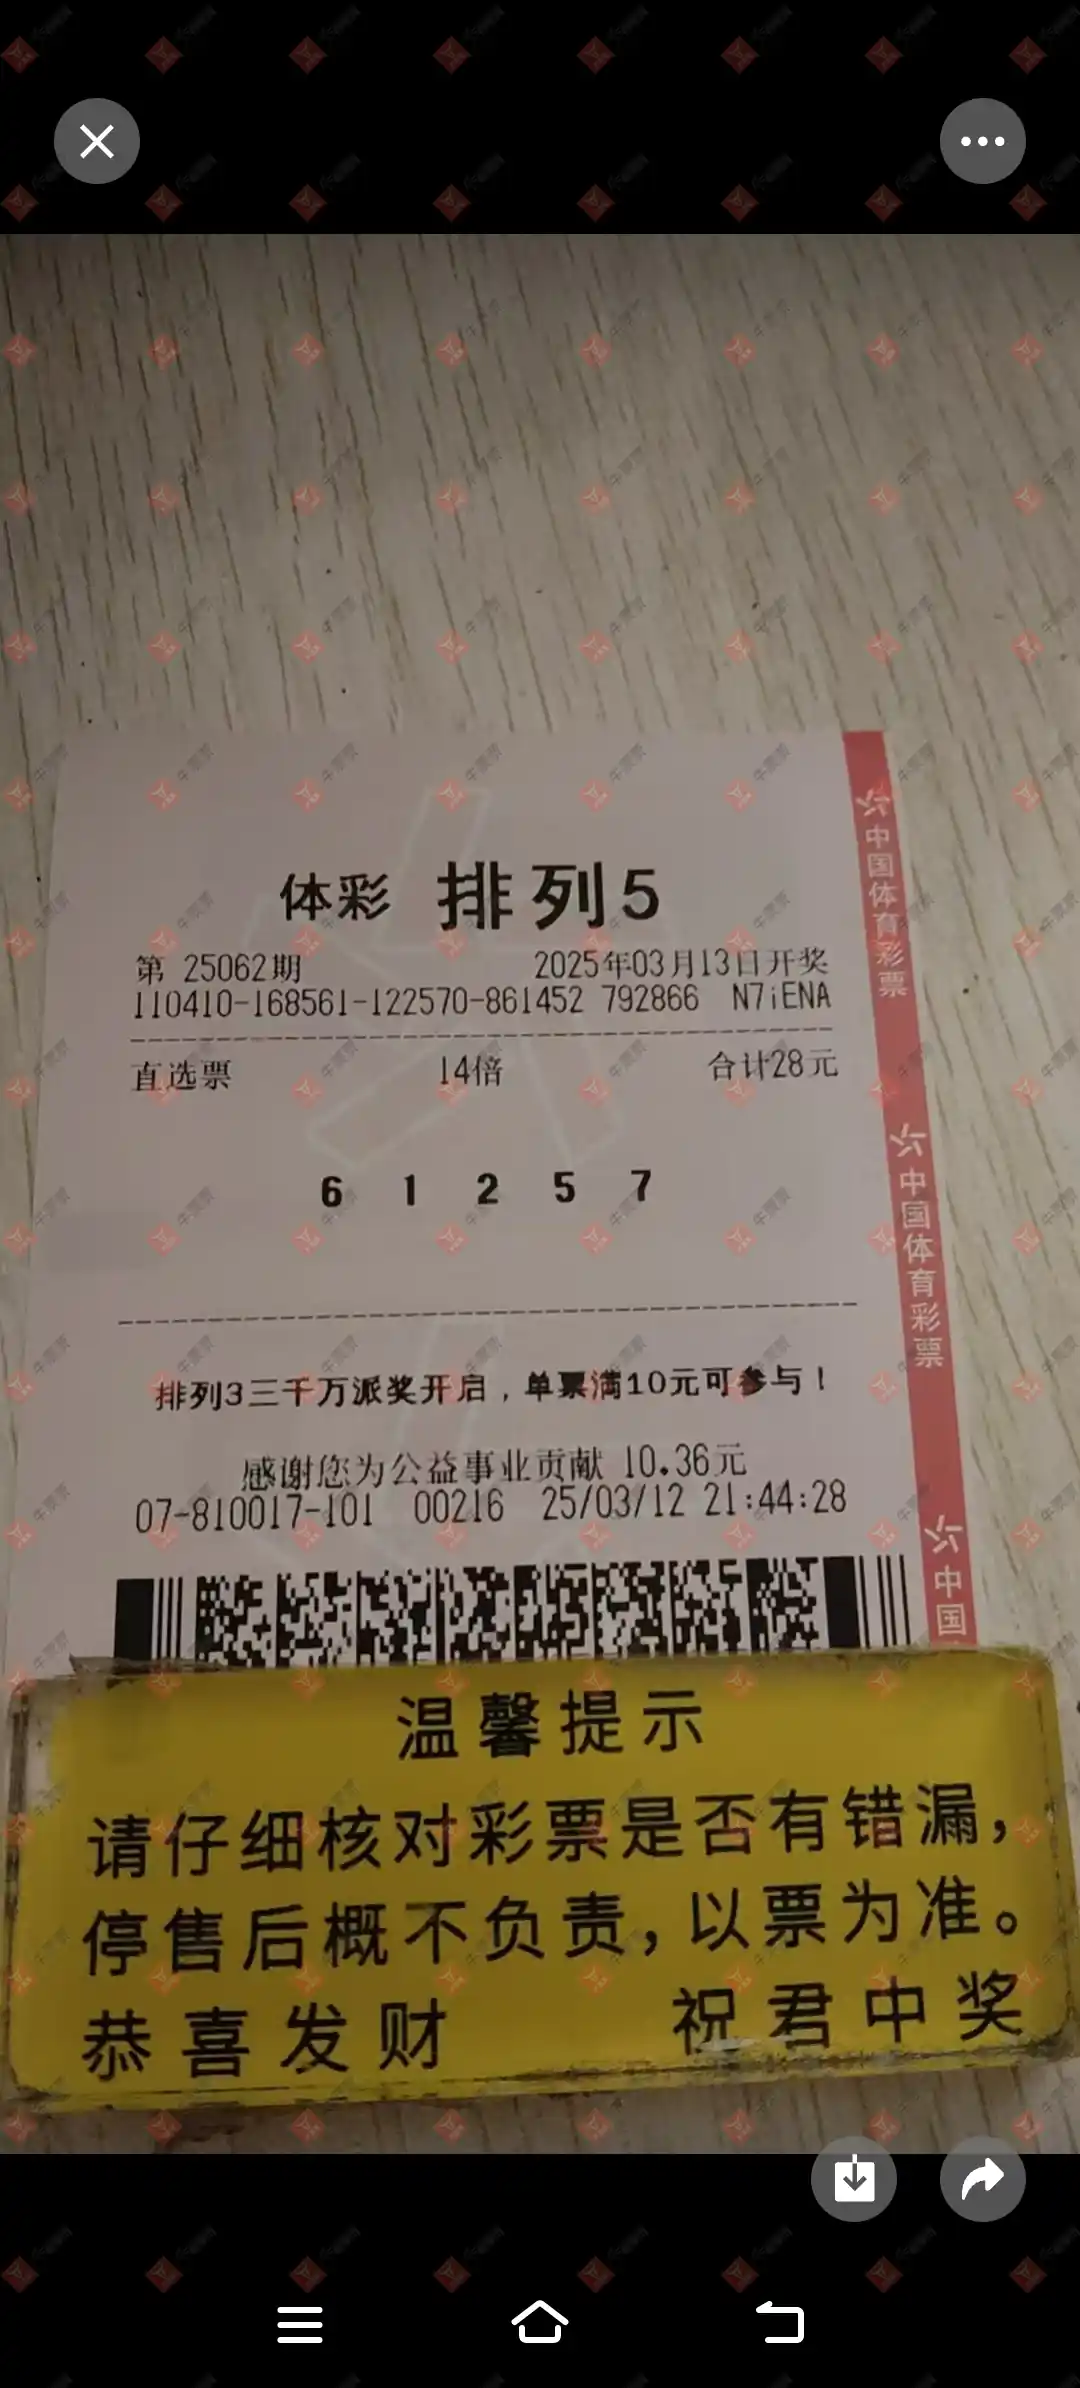 体彩 排列5
第 25062期 2025年03月13日开奖
110410-168561-122570-861452 792866 N7iENA
直选票 14倍 合计28元
6 1 2 5 7
排列3三千万派奖开启，单票满10元可参与！
感谢您为公益事业贡献 10.36元
07-810017-101 00216 25/03/12 21:44:28
中国体育彩票
中国体育彩票
中国
温馨提示
请仔细核对彩票是否有错漏，
停售后概不负责，以票为准。
恭喜发财 祝君中奖